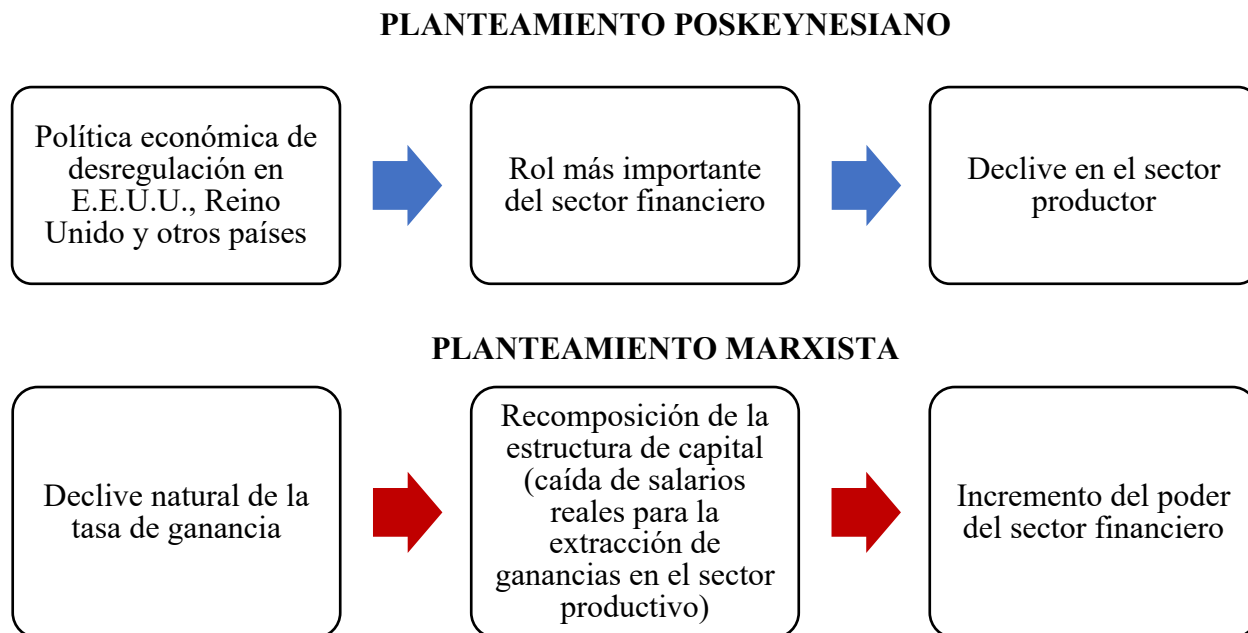 PLANTEAMIENTO POSKEYNESIANO
Política económica de
desregulación en
E.E.U.U., Reino
Unido y otros países
Rol más importante
del sector financiero
Declive en el sector
productor
PLANTEAMIENTO MARXISTA
Declive natural de la
tasa de ganancia
Recomposición de la
estructura de capital
(caída de salarios
reales para la
extracción de
ganancias en el sector
productivo)
Incremento del poder
del sector financiero